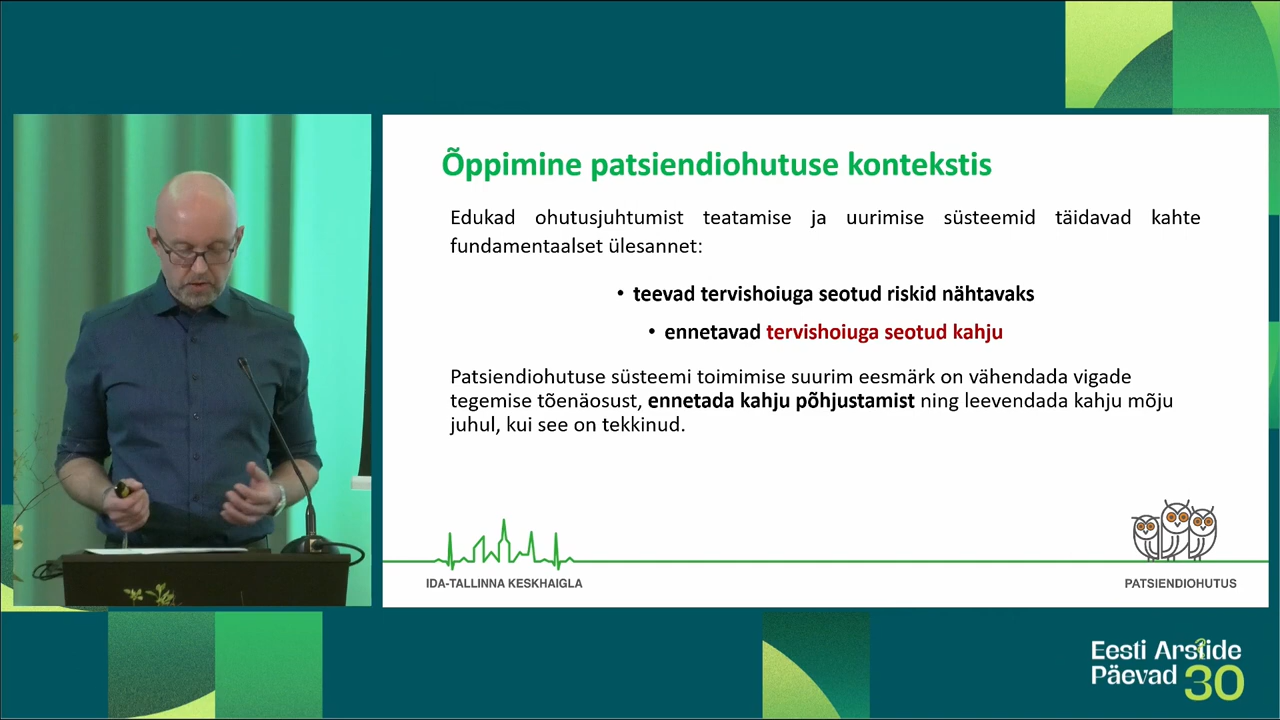 Õppimine patsiendiohutuse kontekstis
Edukad ohutusjuhtumist teatamise ja uurimise süsteemid täidavad kahte
fundamentaalset ülesannet:
• teevad tervishoiuga seotud riskid nähtavaks
• ennetavad tervishoiuga seotud kahju
Patsiendiohutuse süsteemi toimimise suurim eesmärk on vähendada vigade
tegemise tõenäosust, ennetada kahju põhjustamist ning leevendada kahju mõju
juhul, kui see on tekkinud.
IDA-TALLINNA KESKHAIGLA
PATSIENDIOHUTUS
Eesti Arstide
Päevad 30